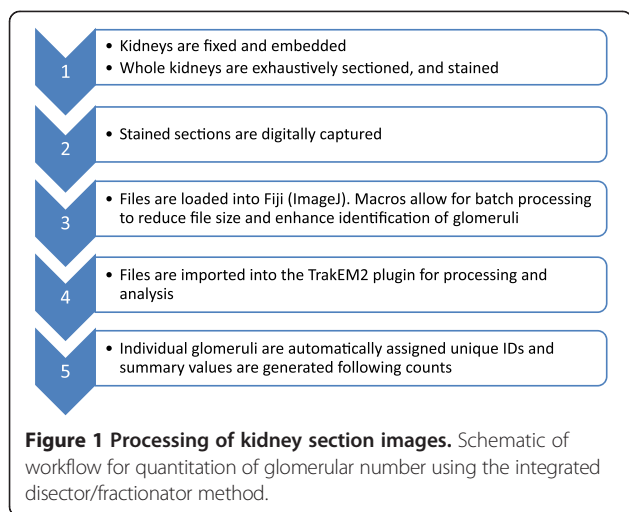 1
• Kidneys are fixed and embedded
• Whole kidneys are exhaustively sectioned, and stained
2
• Stained sections are digitally captured
3
• Files are loaded into Fiji (ImageJ). Macros allow for batch processing
to reduce file size and enhance identification of glomeruli
4
• Files are imported into the TrakEM2 plugin for processing and
analysis
5
• Individual glomeruli are automatically assigned unique IDs and
summary values are generated following counts
Figure 1 Processing of kidney section images. Schematic of
workflow for quantitation of glomerular number using the integrated
disector/fractionator method.